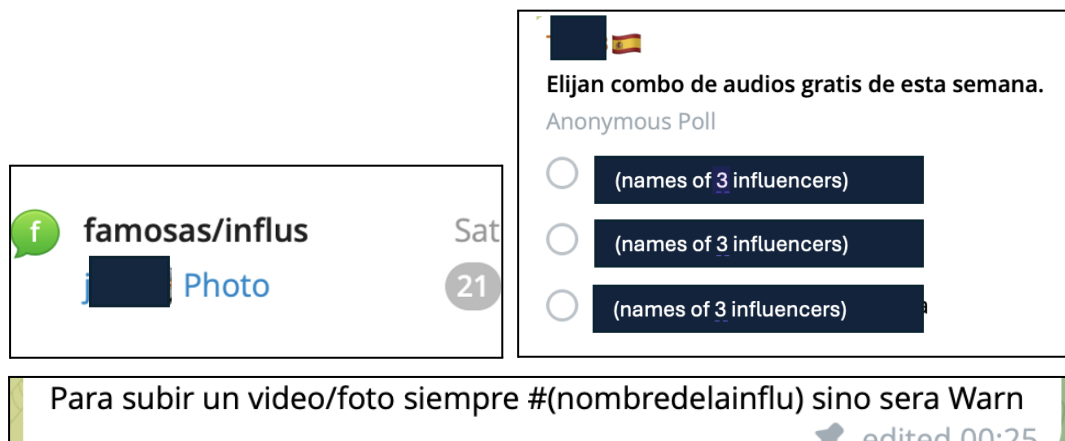 Elijan combo de audios gratis de esta semana.
Anonymous Poll
(names of 3 influencers)
(names of 3 influencers)
(names of 3 influencers)
f
famosas/influs
Sat
Photo
21
Para subir un video/foto siempre #(nombredelainflu) sino sera Warn
edited 00:25